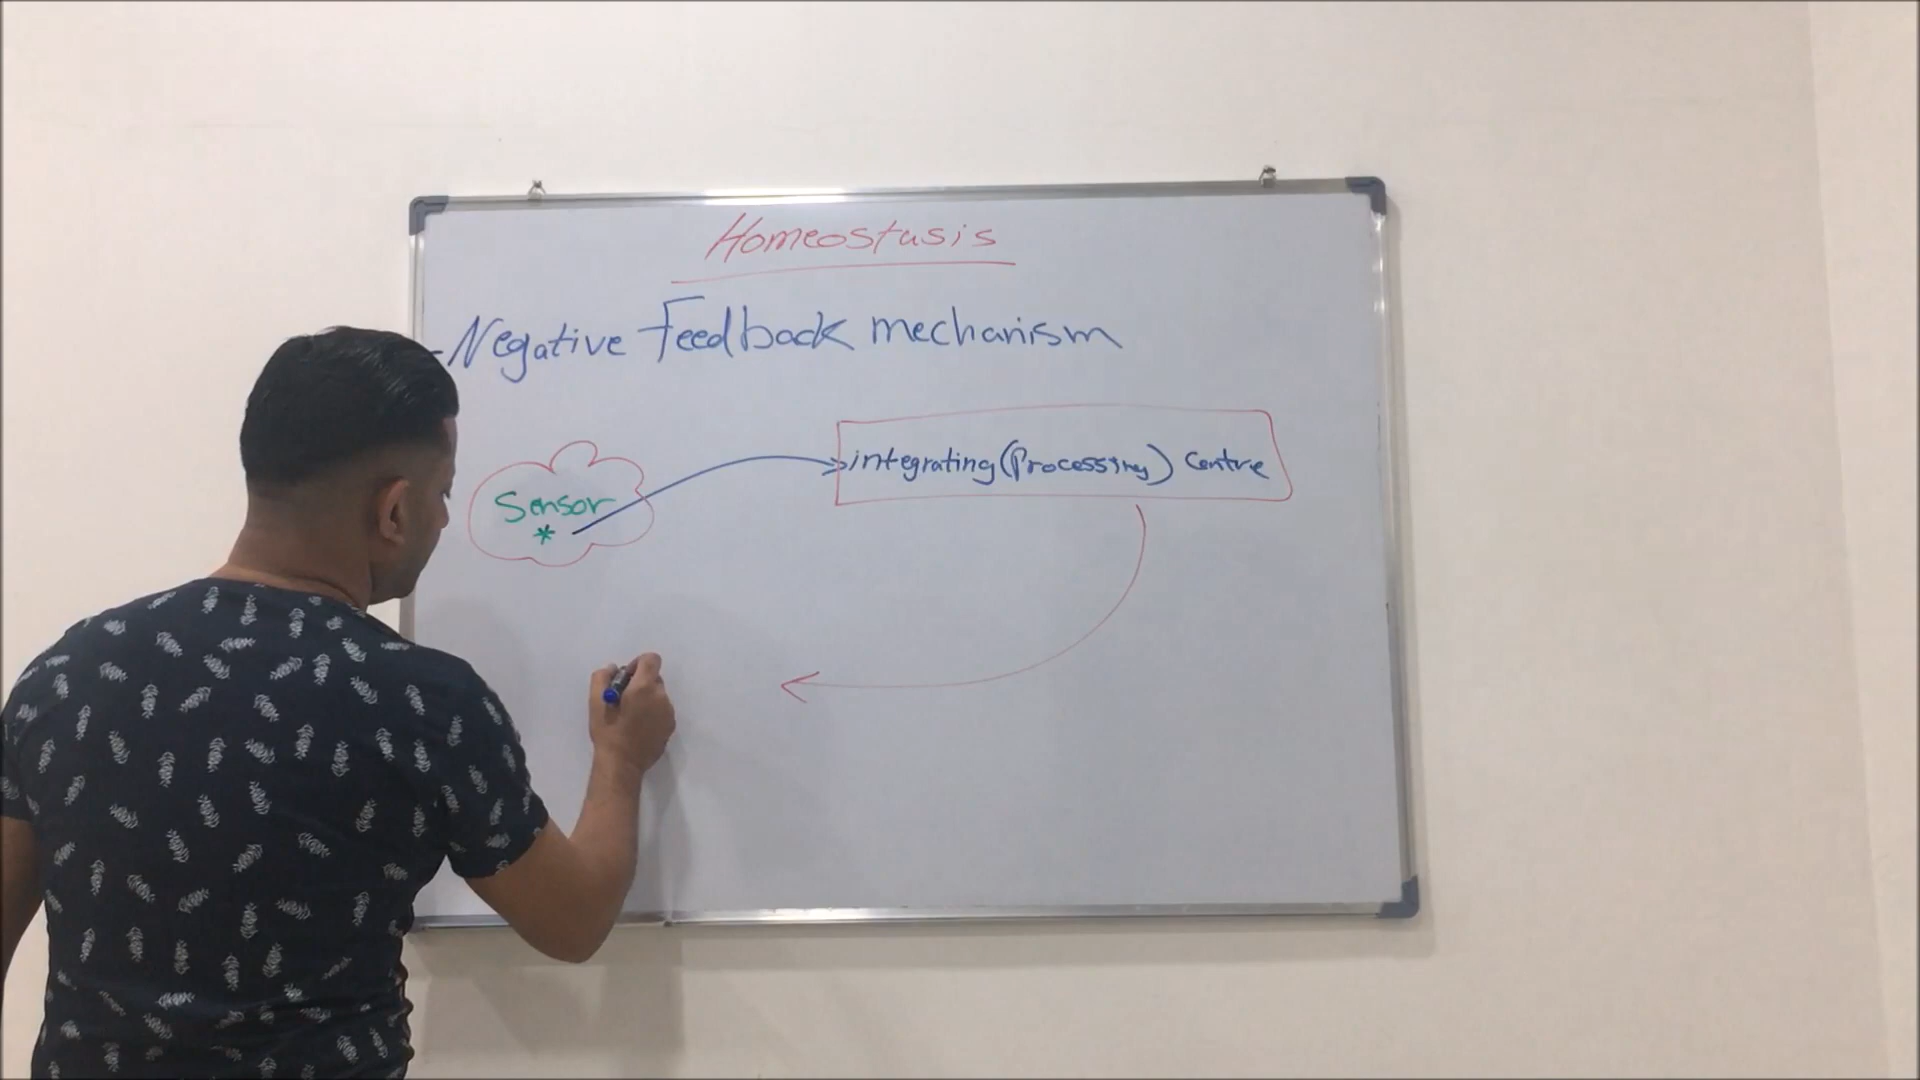 Homeostasis
-Negative Feedback mechanism
integrating (Processing) Centre
Sensor
*